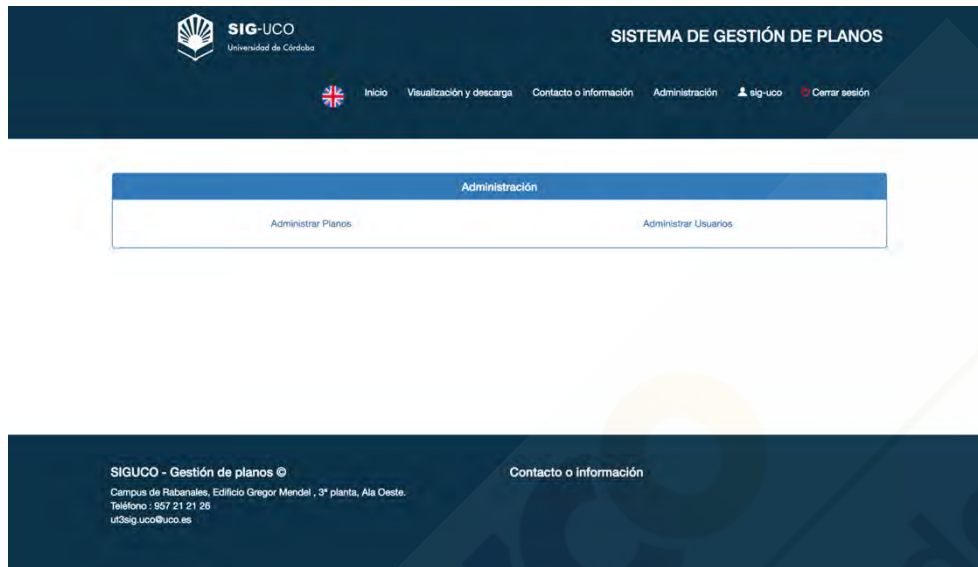 SIG-UCO
Universidad de Córdoba
SISTEMA DE GESTIÓN DE PLANOS
Inicio Visualización y descarga Contacto o información Administración sig-uco Cerrar sesión
Administración
Administrar Planos Administrar Usuarios
SIGUCO - Gestión de planos ©
Contacto o información
Campus de Rabanales, Edificio Gregor Mendel , 3ª planta, Ala Oeste.
Teléfono : 957 21 21 26
ut3sig.uco@uco.es